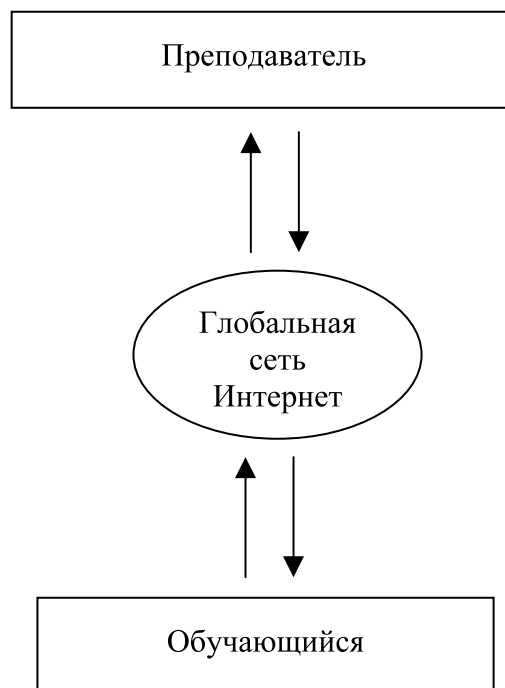 Преподаватель
Глобальная
сеть
Интернет
Обучающийся